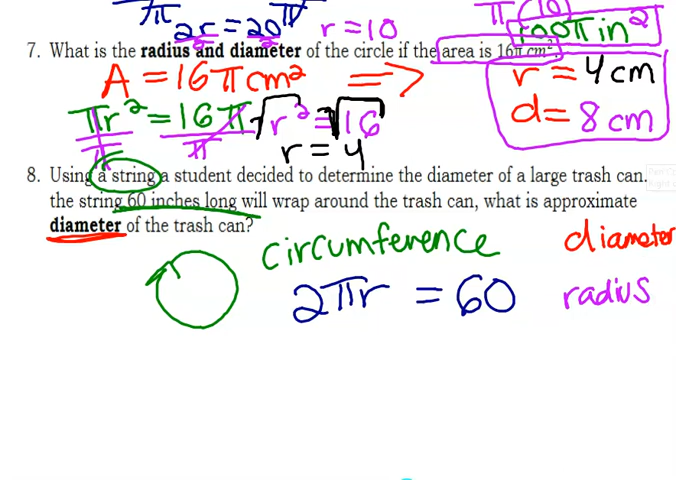 2r = 20 r = 10
π in²
7. What is the radius and diameter of the circle if the area is 16π cm².
A = 16π cm² => r = 4 cm
πr² = 16π √r² = √16 d = 8 cm
π π r = 4
8. Using a string a student decided to determine the diameter of a large trash can.
the string 60 inches long will wrap around the trash can, what is approximate
diameter of the trash can?
circumference diameter
2πr = 60 radius